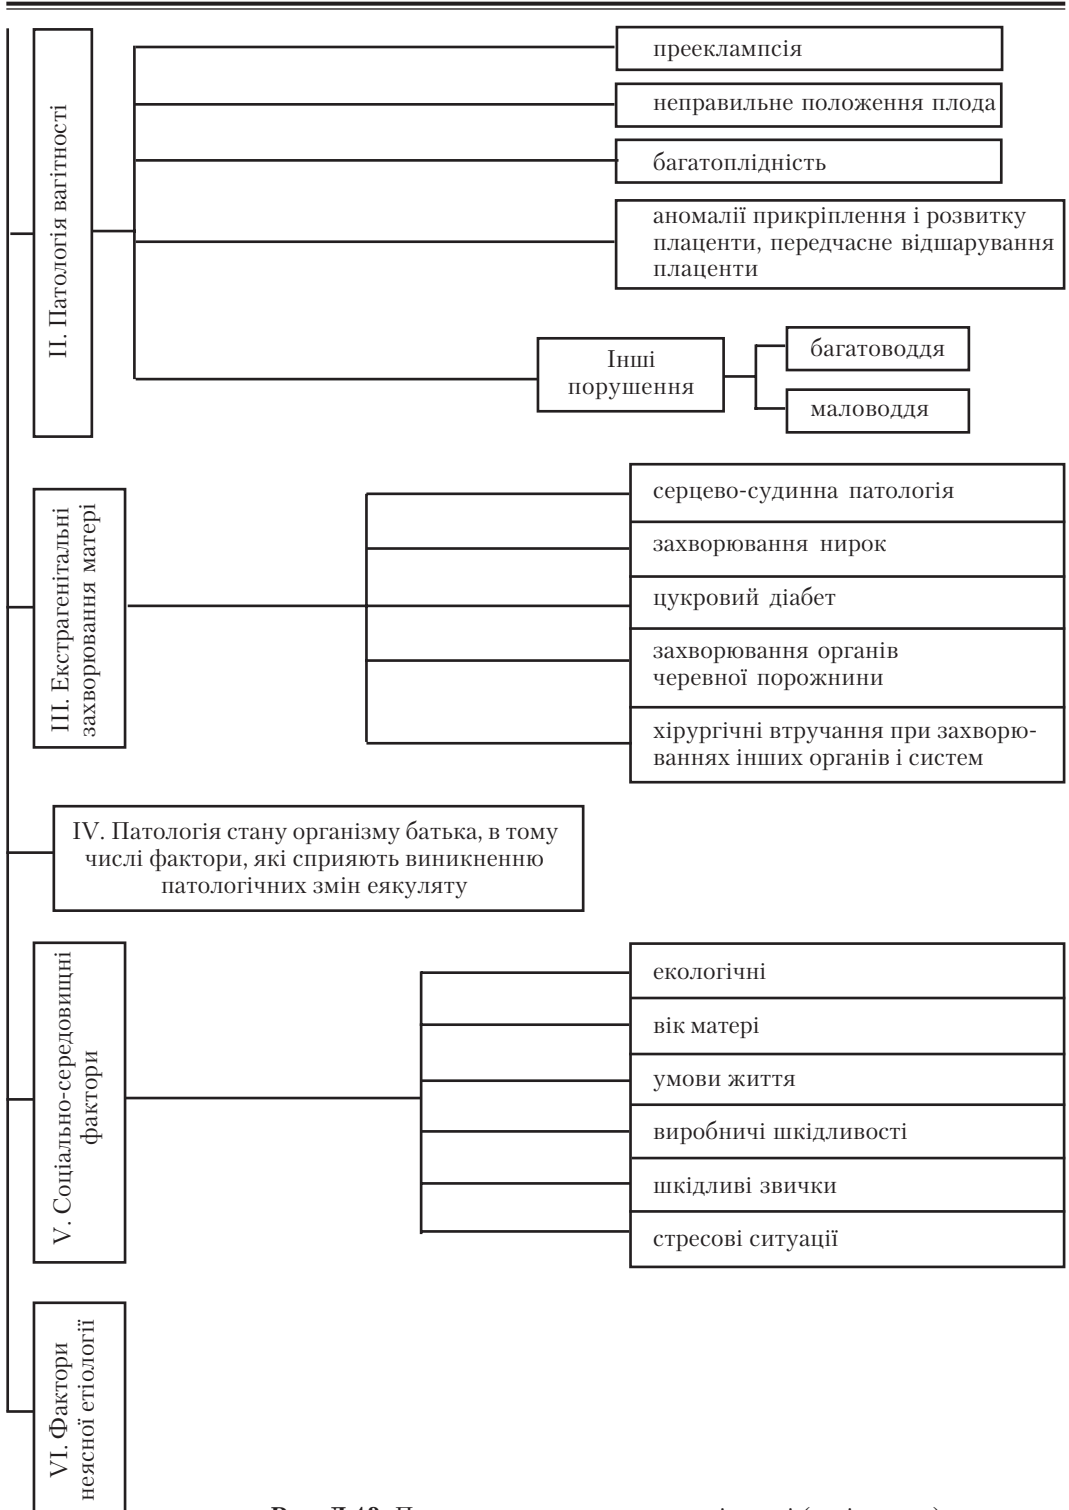 II. Патологія вагітності
прееклампсія
неправильне положення плода
багатоплідність
аномалії прикріплення і розвитку
плаценти, передчасне відшарування
плаценти
Інші
порушення
багатоводдя
маловоддя
III. Екстрагенітальні
захворювання матері
серцево-судинна патологія
захворювання нирок
цукровий діабет
захворювання органів
черевної порожнини
хірургічні втручання при захворю-
ваннях інших органів і систем
IV. Патологія стану організму батька, в тому
числі фактори, які сприяють виникненню
патологічних змін еякуляту
V. Соціально-середовищні
фактори
екологічні
вік матері
умови життя
виробничі шкідливості
шкідливі звички
стресові ситуації
VI. Фактори
неясної етіології